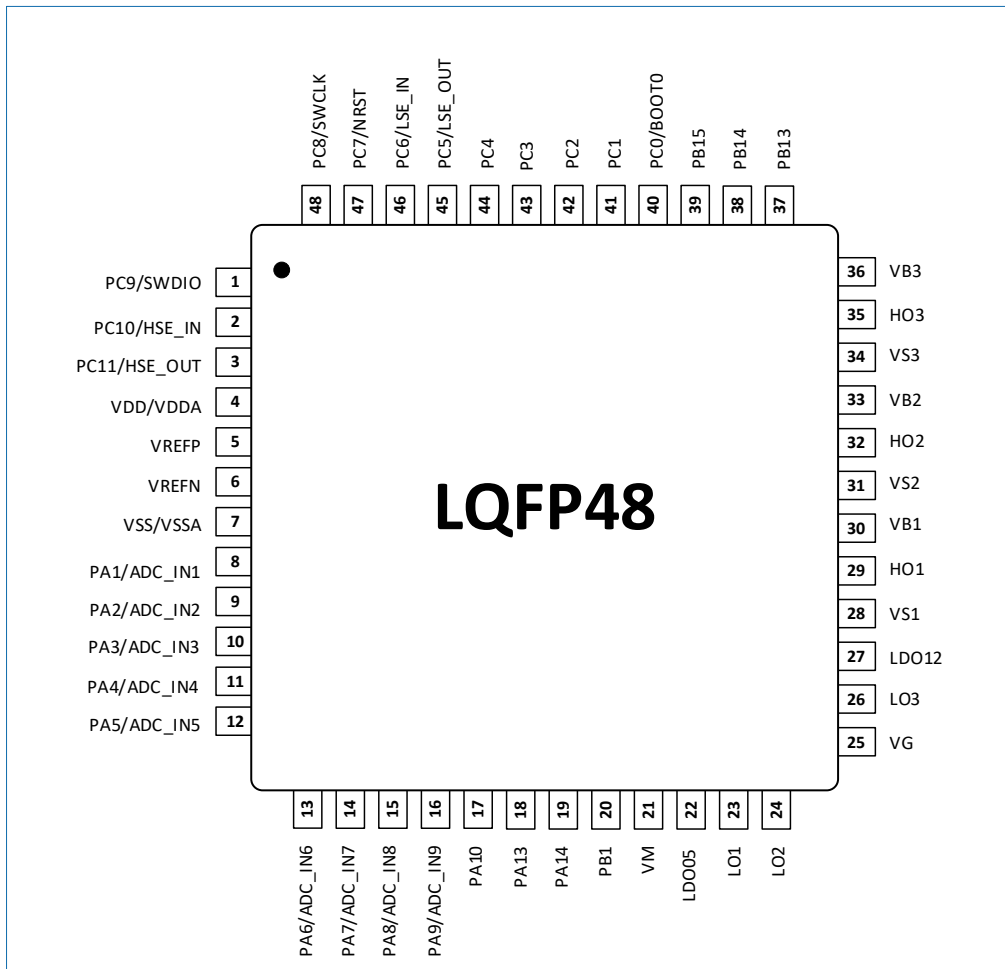 PC8/SWCLK
PC7/NRST
PC6/LSE_IN
PC5/LSE_OUT
PC4
PC3
PC2
PC1
PC0/BOOT0
PB15
PB14
PB13
48
47
46
45
44
43
42
41
40
39
38
37
PC9/SWDIO 1
PC10/HSE_IN 2
PC11/HSE_OUT 3
VDD/VDDA 4
VREFP 5
VREFN 6
VSS/VSSA 7
PA1/ADC_IN1 8
PA2/ADC_IN2 9
PA3/ADC_IN3 10
PA4/ADC_IN4 11
PA5/ADC_IN5 12
LQFP48
36 VB3
35 HO3
34 VS3
33 VB2
32 HO2
31 VS2
30 VB1
29 HO1
28 VS1
27 LDO12
26 LO3
25 VG
13
14
15
16
17
18
19
20
21
22
23
24
PA6/ADC_IN6
PA7/ADC_IN7
PA8/ADC_IN8
PA9/ADC_IN9
PA10
PA13
PA14
PB1
VM
LDO05
LO1
LO2